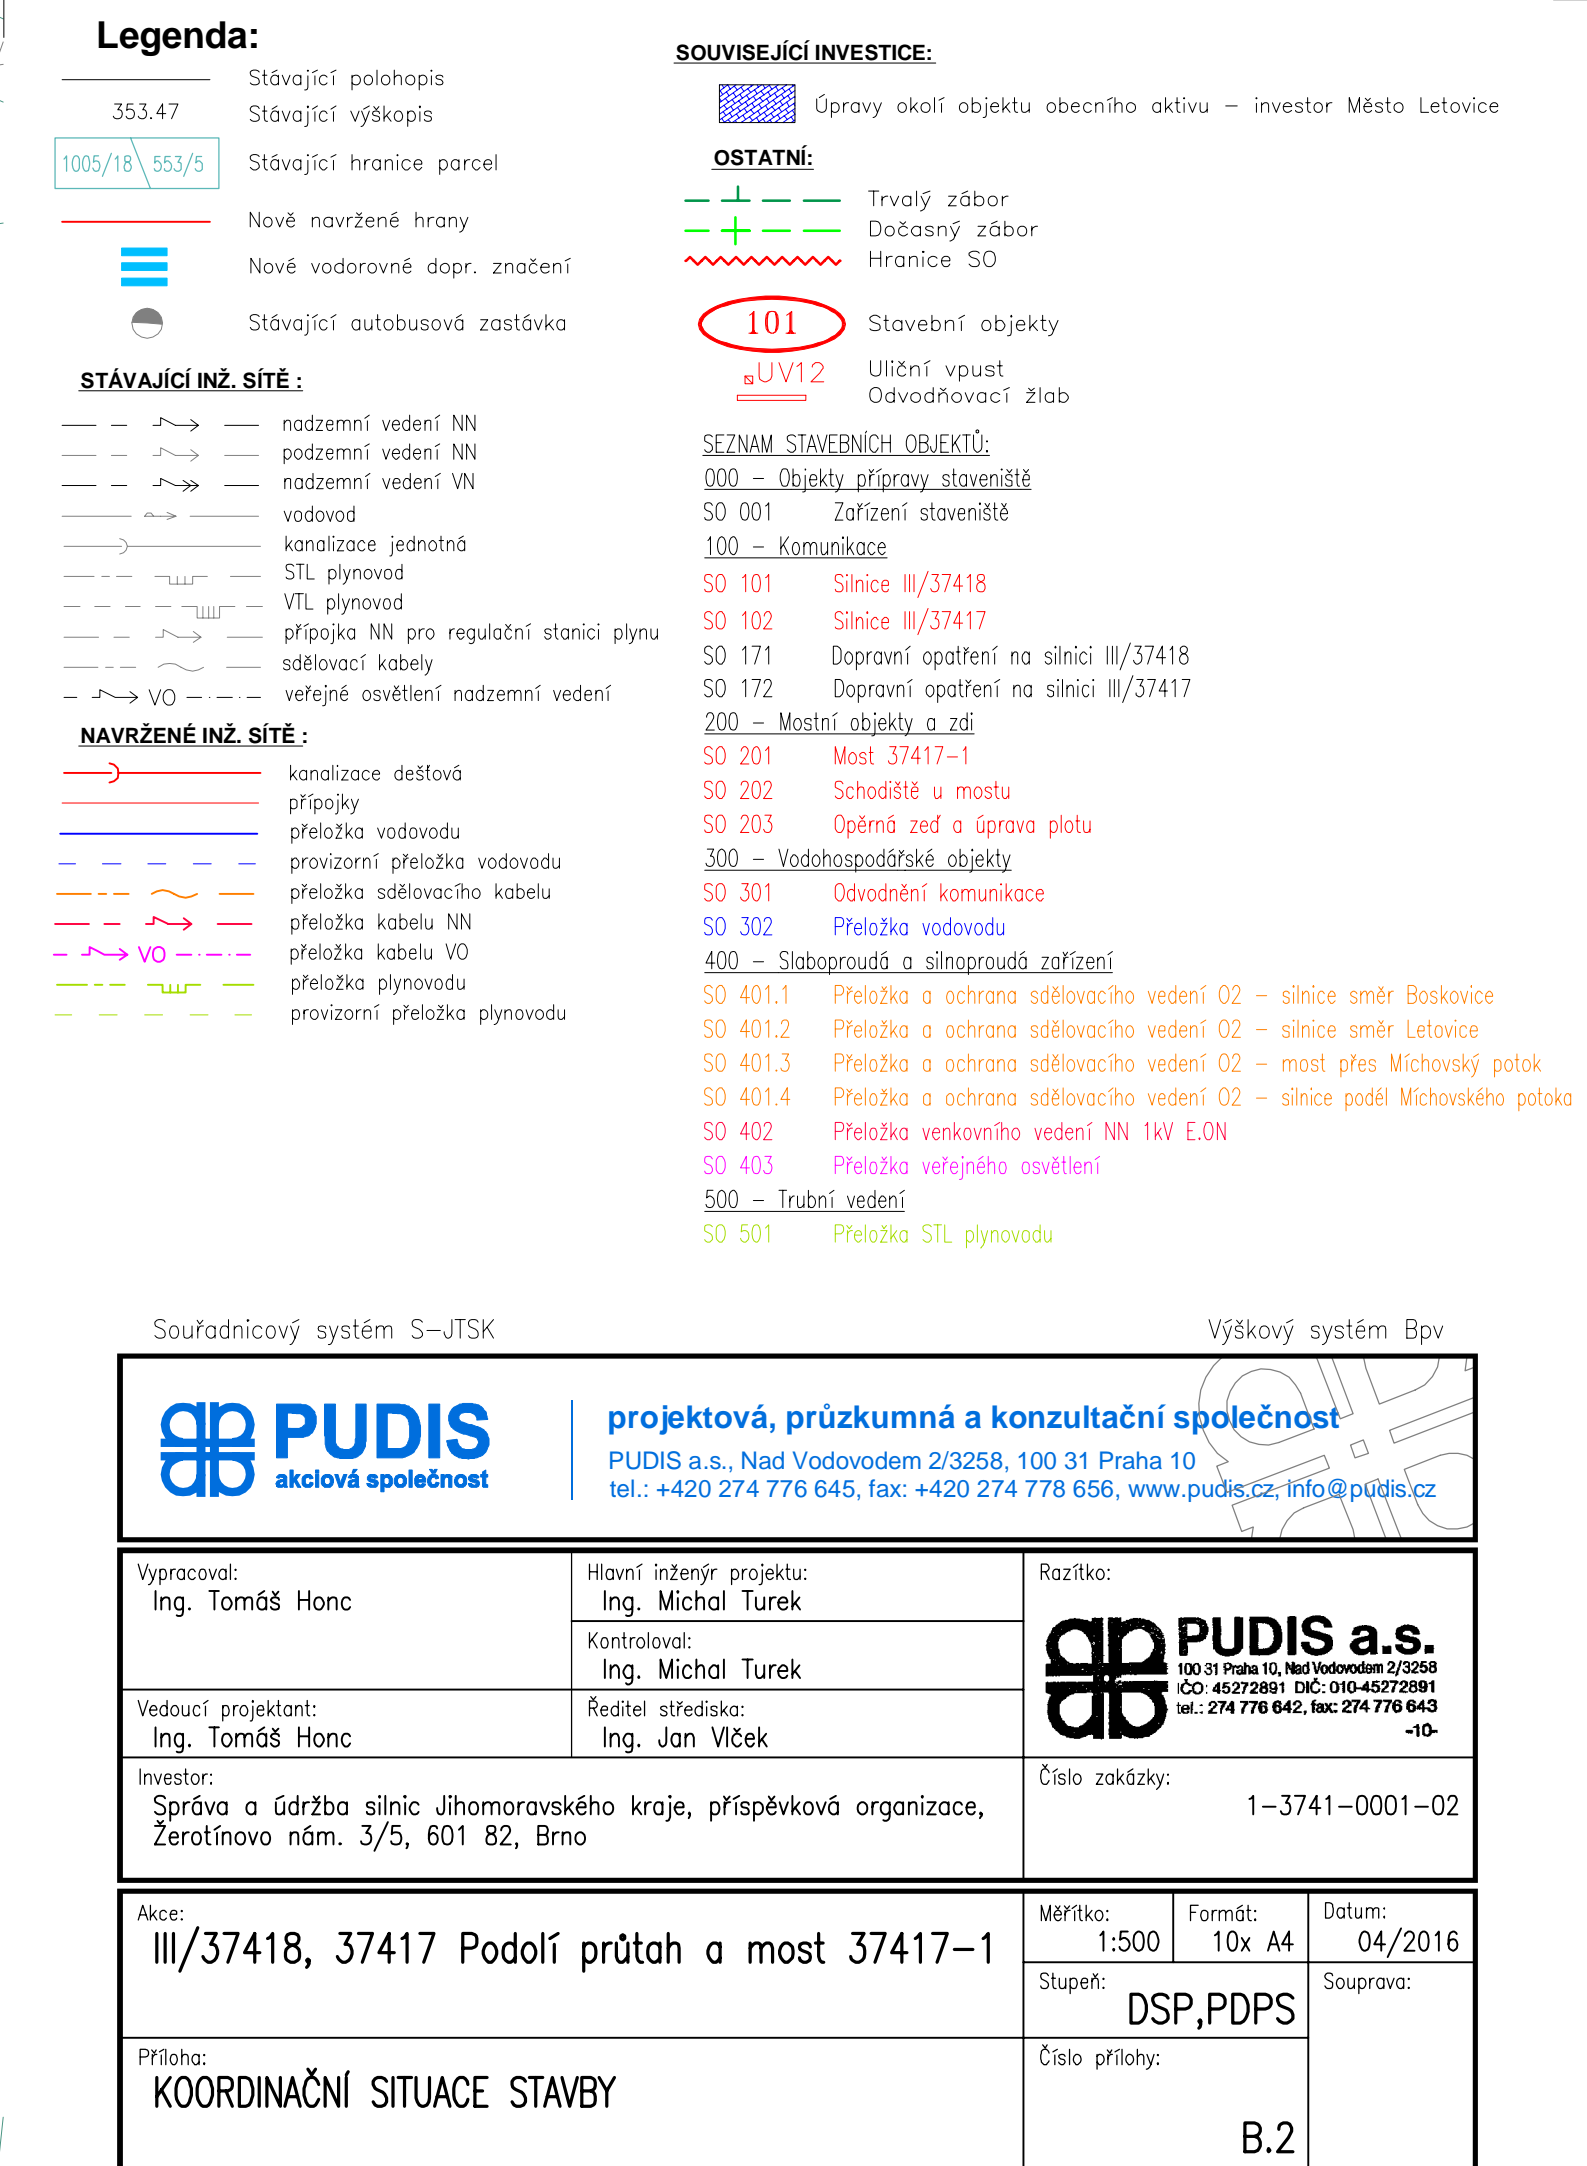 Legenda:
Stávající polohopis
353.47 Stávající výškopis
1005/18 553/5 Stávající hranice parcel
Nově navržené hrany
Nové vodorovné dopr. značení
Stávající autobusová zastávka
STÁVAJÍCÍ INŽ. SÍTĚ :
nadzemní vedení NN
podzemní vedení NN
nadzemní vedení VN
vodovod
kanalizace jednotná
STL plynovod
VTL plynovod
přípojka NN pro regulační stanici plynu
sdělovací kabely
VO veřejné osvětlení nadzemní vedení
NAVRŽENÉ INŽ. SÍTĚ :
kanalizace dešťová
přípojky
přeložka vodovodu
provizorní přeložka vodovodu
přeložka sdělovacího kabelu
přeložka kabelu NN
VO přeložka kabelu VO
přeložka plynovodu
provizorní přeložka plynovodu
SOUVISEJÍCÍ INVESTICE:
Úpravy okolí objektu obecního aktivu – investor Město Letovice
OSTATNÍ:
Trvalý zábor
Dočasný zábor
Hranice SO
101 Stavební objekty
UV12 Uliční vpust
Odvodňovací žlab
SEZNAM STAVEBNÍCH OBJEKTŮ:
000 – Objekty přípravy staveniště
SO 001 Zařízení staveniště
100 – Komunikace
SO 101 Silnice III/37418
SO 102 Silnice III/37417
SO 171 Dopravní opatření na silnici III/37418
SO 172 Dopravní opatření na silnici III/37417
200 – Mostní objekty a zdi
SO 201 Most 37417–1
SO 202 Schodiště u mostu
SO 203 Opěrná zeď a úprava plotu
300 – Vodohospodářské objekty
SO 301 Odvodnění komunikace
SO 302 Přeložka vodovodu
400 – Slaboproudá a silnoproudá zařízení
SO 401.1 Přeložka a ochrana sdělovacího vedení O2 – silnice směr Boskovice
SO 401.2 Přeložka a ochrana sdělovacího vedení O2 – silnice směr Letovice
SO 401.3 Přeložka a ochrana sdělovacího vedení O2 – most přes Míchovský potok
SO 401.4 Přeložka a ochrana sdělovacího vedení O2 – silnice podél Míchovského potoka
SO 402 Přeložka venkovního vedení NN 1kV E.ON
SO 403 Přeložka veřejného osvětlení
500 – Trubní vedení
SO 501 Přeložka STL plynovodu
Souřadnicový systém S–JTSK
Výškový systém Bpv
PUDIS
akciová společnost
projektová, průzkumná a konzultační společnost
PUDIS a.s., Nad Vodovodem 2/3258, 100 31 Praha 10
tel.: +420 274 776 645, fax: +420 274 778 656, www.pudis.cz, info@pudis.cz
Vypracoval:
Ing. Tomáš Honc
Hlavní inženýr projektu:
Ing. Michal Turek
Kontroloval:
Ing. Michal Turek
Vedoucí projektant:
Ing. Tomáš Honc
Ředitel střediska:
Ing. Jan Vlček
Razítko:
PUDIS a.s.
100 31 Praha 10, Nad Vodovodem 2/3258
IČO: 45272891 DIČ: 010-45272891
tel.: 274 776 642, fax: 274 776 643
-10-
Investor:
Správa a údržba silnic Jihomoravského kraje, příspěvková organizace,
Žerotínovo nám. 3/5, 601 82, Brno
Číslo zakázky:
1–3741–0001–02
Akce:
III/37418, 37417 Podolí průtah a most 37417–1
Měřítko:
1:500
Formát:
10x A4
Datum:
04/2016
Stupeň:
DSP,PDPS
Souprava:
Příloha:
KOORDINAČNÍ SITUACE STAVBY
Číslo přílohy:
B.2